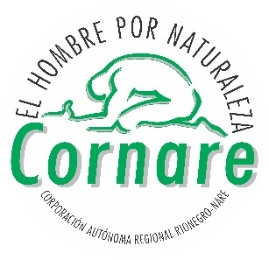 EL HOMBRE POR NATURALEZA
Cornare
CORPORACIÓN AUTÓNOMA REGIONAL RIONEGRO-NARE